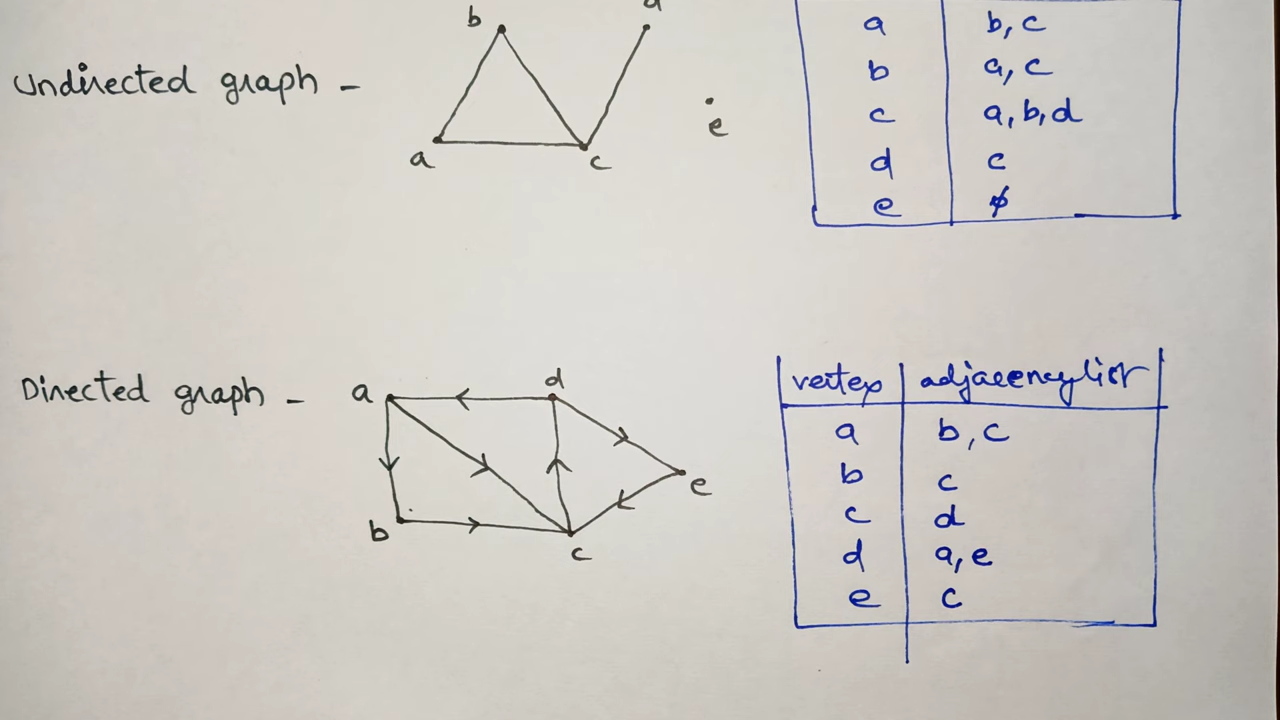 b d
Undirected graph -
a c e
a b, c
b a, c
c a, b, d
d c
e ϕ
Directed graph -
a d
b c e
vertex adjacency list
a b, c
b c
c d
d a, e
e c